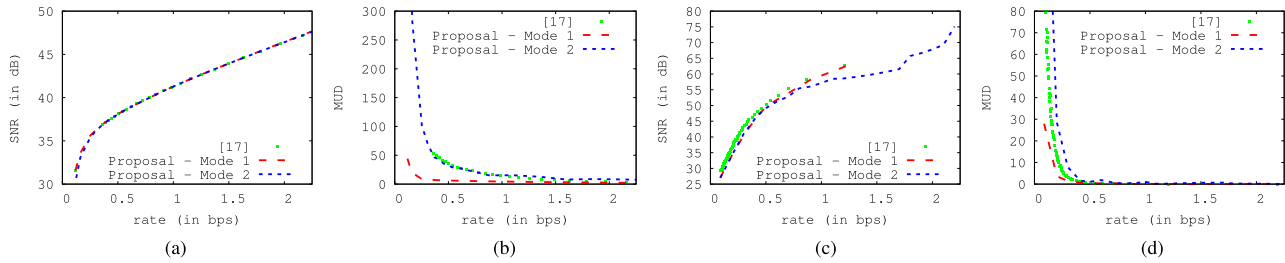 50
45
40
35
30
SNR (in dB)
[17]
Proposal – Mode 1
Proposal – Mode 2
0 0.5 1 1.5 2
rate (in bps)
(a)
300
250
200
150
100
50
0
MUD
[17]
Proposal – Mode 1
Proposal – Mode 2
0 0.5 1 1.5 2
rate (in bps)
(b)
80
75
70
65
60
55
50
45
40
35
30
25
SNR (in dB)
[17]
Proposal – Mode 1
Proposal – Mode 2
0 0.5 1 1.5 2
rate (in bps)
(c)
80
70
60
50
40
30
20
10
0
MUD
[17]
Proposal – Mode 1
Proposal – Mode 2
0 0.5 1 1.5 2
rate (in bps)
(d)